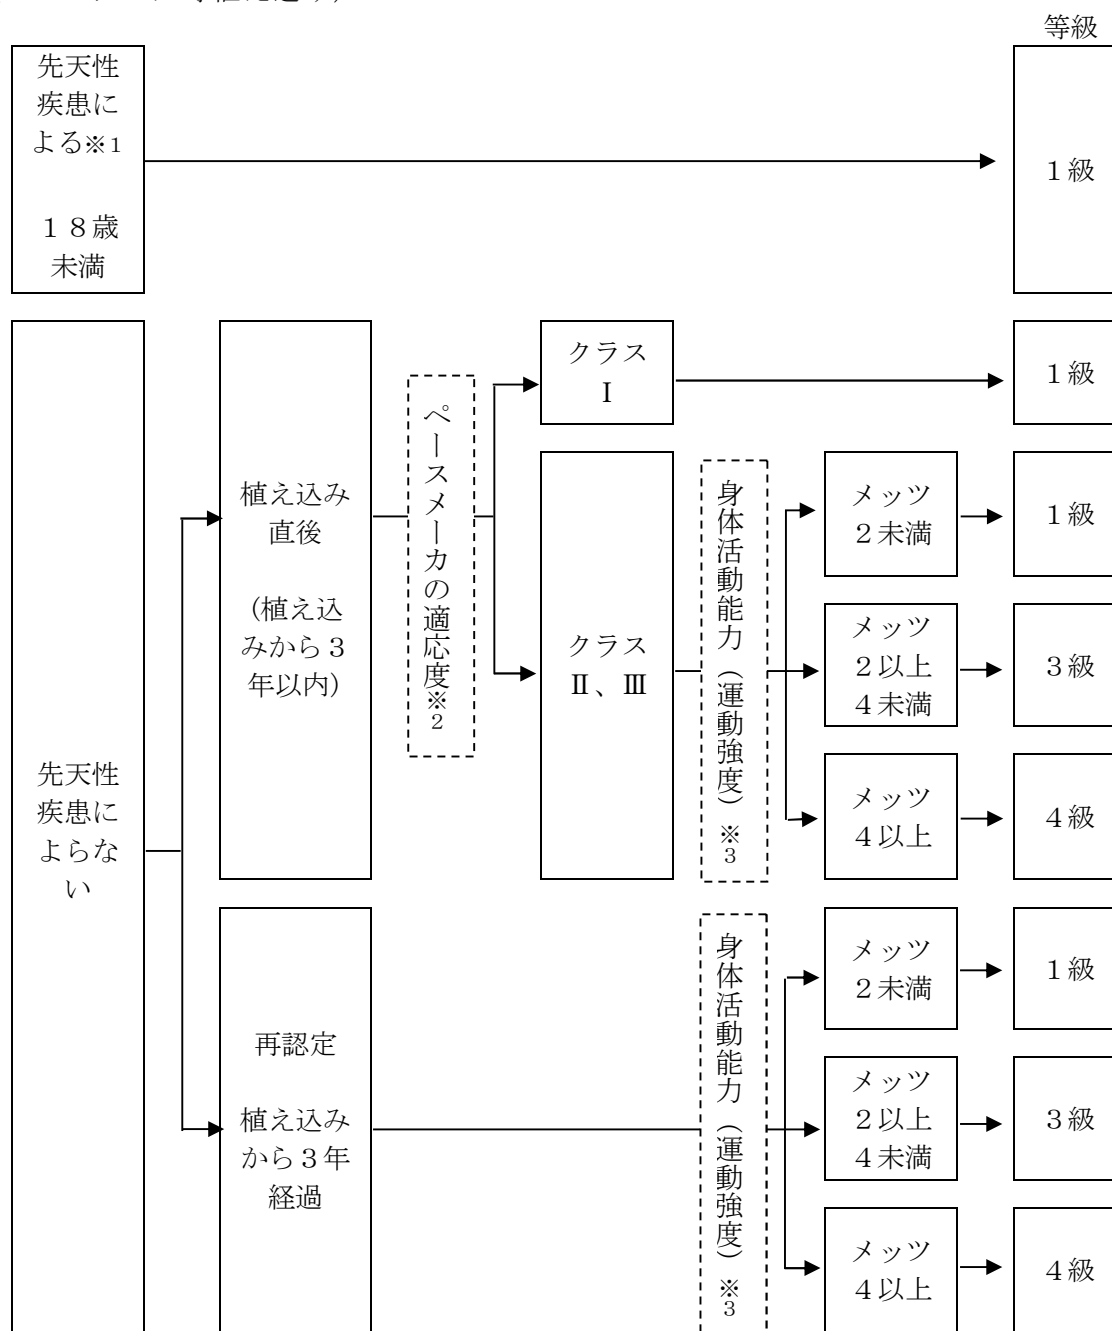 等級
先天性
疾患に
よる※1
１８歳
未満
１級
先天性
疾患に
よらな
い
植え込み
直後
（植え込
みから３
年以内）
ペースメーカの適応度※2
クラス
Ⅰ
１級
クラス
Ⅱ、Ⅲ
身体活動能力（運動強度）※3
メッツ
２未満
１級
メッツ
２以上
４未満
３級
メッツ
４以上
４級
再認定
植え込み
から３年
経過
身体活動能力（運動強度）※3
メッツ
２未満
１級
メッツ
２以上
４未満
３級
メッツ
４以上
４級